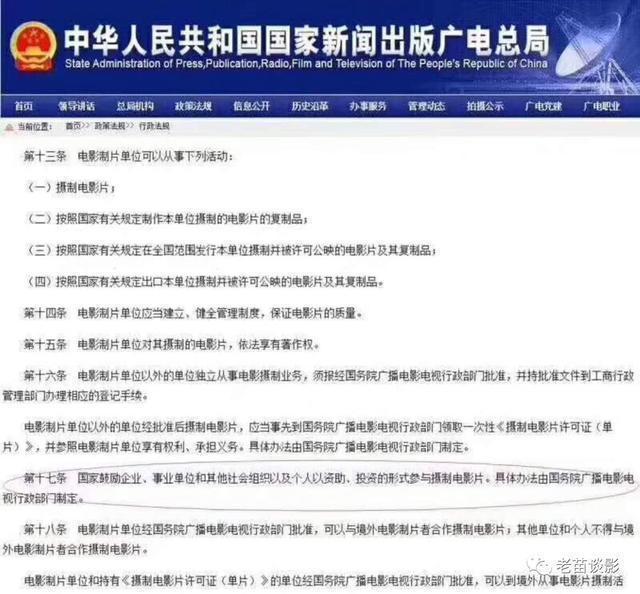 中华人民共和国国家新闻出版广电总局
State Administration of Press,Publication,Radio,Film and Television of The People's Republic of China
首页 领导讲话 总局机构 政策法规 信息公开 历史沿革 办事服务 管理动态 拍摄公示 广电党建 广电职业
当前位置: 首页>> 政策法规>> 行政法规
第十三条 电影制片单位可以从事下列活动：
（一）摄制电影片；
（二）按照国家有关规定制作本单位摄制的电影片的复制品；
（三）按照国家有关规定在全国范围发行本单位摄制并被许可公映的电影片及其复制品；
（四）按照国家有关规定出口本单位摄制并被许可公映的电影片及其复制品。
第十四条 电影制片单位应当建立、健全管理制度，保证电影片的质量。
第十五条 电影制片单位对其摄制的电影片，依法享有著作权。
第十六条 电影制片单位以外的单位独立从事电影摄制业务，须报经国务院广播电影电视行政部门批准，并持批准文件到工商行政
管理部门办理相应的登记手续。
电影制片单位以外的单位经批准后摄制电影片，应当事先到国务院广播电影电视行政部门领取一次性《摄制电影片许可证（单
片）》，并参照电影制片单位享有权利、承担义务。具体办法由国务院广播电影电视行政部门制定。
第十七条 国家鼓励企业、事业单位和其他社会组织以及个人以资助、投资的形式参与摄制电影片。具体办法由国务院广播电影电
视行政部门制定。
第十八条 电影制片单位经国务院广播电影电视行政部门批准，可以与境外电影制片者合作摄制电影片；其他单位和个人不得与境
外电影制片者合作摄制电影片。
电影制片单位和持有《摄制电影片许可证（单片）》的单位经国务院广播电影电视行政部门批准，可以到境外从事电影片摄制活
老苗谈影